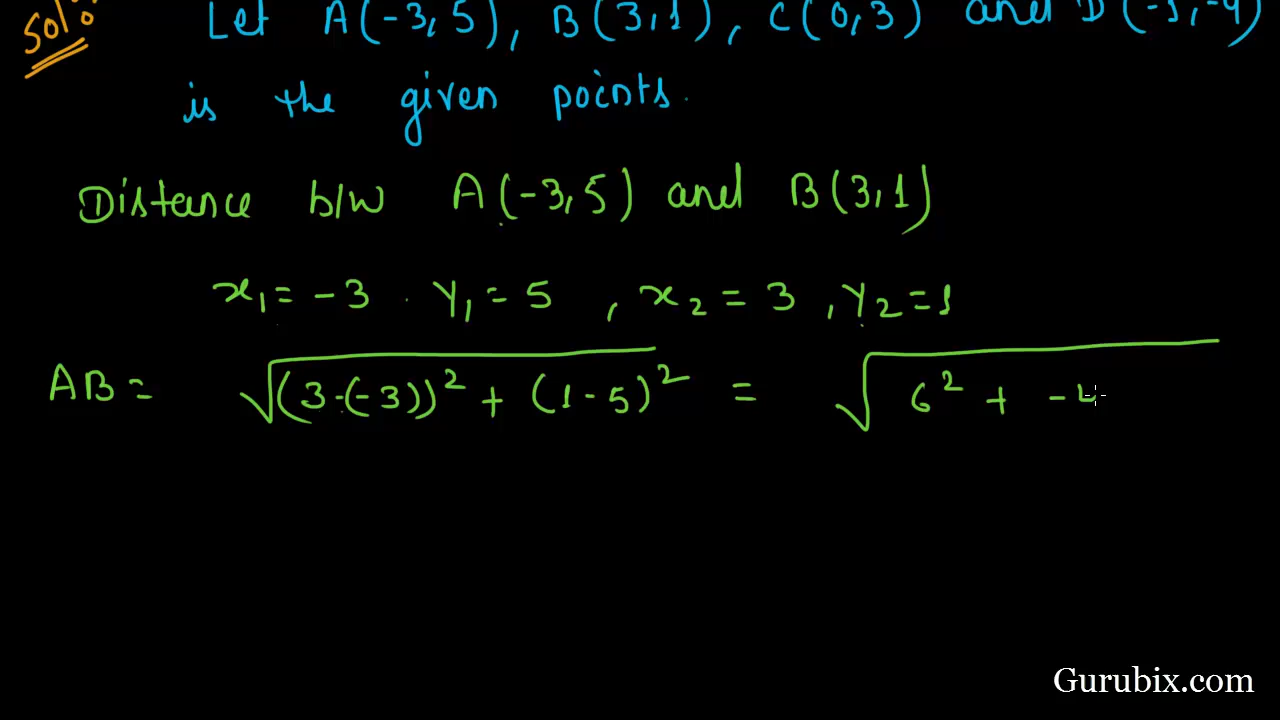 Sol:
Let A(-3,5), B(3,1), C(0,3) and D(-1,-4)
is the given points.
Distance b/w A(-3,5) and B(3,1)
x₁ = -3 . y₁ = 5 , x₂ = 3 , y₂ = 1
AB = √((3-(-3))² + (1-5)²) = √(6² + -4
Gurubix.com